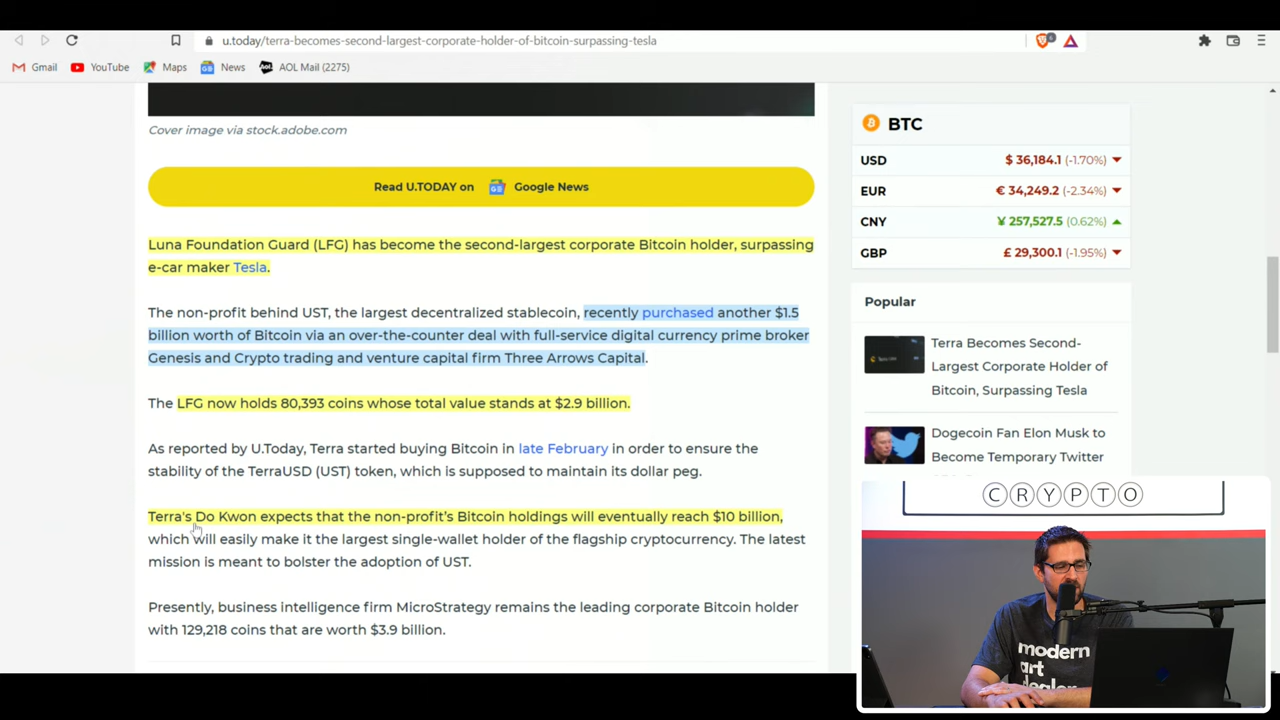 u.today/terra-becomes-second-largest-corporate-holder-of-bitcoin-surpassing-tesla
Gmail
YouTube
Maps
News
AOL Mail (2275)
Cover image via stock.adobe.com
Read U.TODAY on Google News
Luna Foundation Guard (LFG) has become the second-largest corporate Bitcoin holder, surpassing
e-car maker Tesla.
The non-profit behind UST, the largest decentralized stablecoin, recently purchased another $1.5
billion worth of Bitcoin via an over-the-counter deal with full-service digital currency prime broker
Genesis and Crypto trading and venture capital firm Three Arrows Capital.
The LFG now holds 80,393 coins whose total value stands at $2.9 billion.
As reported by U.Today, Terra started buying Bitcoin in late February in order to ensure the
stability of the TerraUSD (UST) token, which is supposed to maintain its dollar peg.
Terra's Do Kwon expects that the non-profit's Bitcoin holdings will eventually reach $10 billion,
which will easily make it the largest single-wallet holder of the flagship cryptocurrency. The latest
mission is meant to bolster the adoption of UST.
Presently, business intelligence firm MicroStrategy remains the leading corporate Bitcoin holder
with 129,218 coins that are worth $3.9 billion.
BTC
USD $ 36,184.1 (-1.70%)
EUR € 34,249.2 (-2.34%)
CNY ¥ 257,527.5 (0.62%)
GBP £ 29,300.1 (-1.95%)
Popular
Terra Becomes Second-
Largest Corporate Holder of
Bitcoin, Surpassing Tesla
Dogecoin Fan Elon Musk to
Become Temporary Twitter
CRYPTO
modern
art